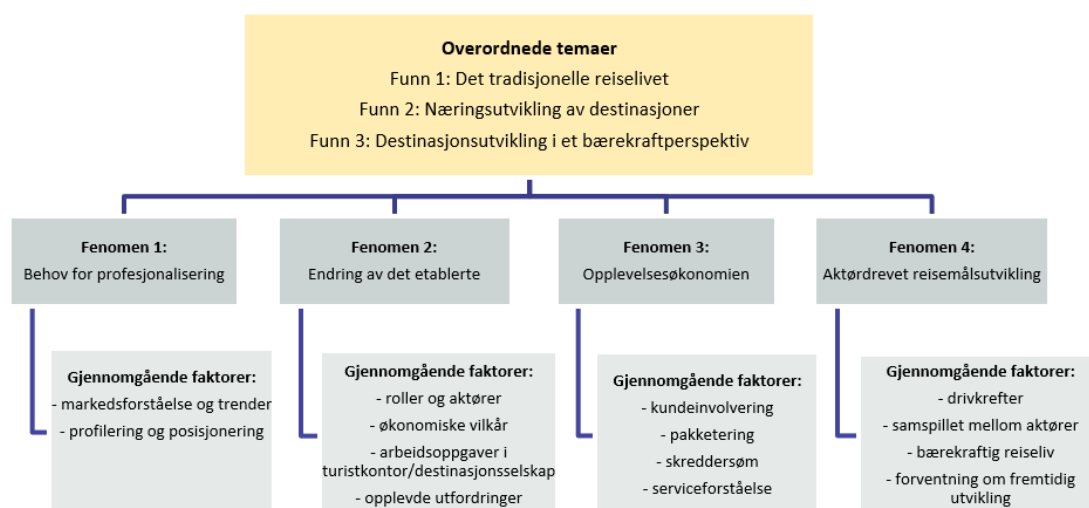 Overordnede temaer
Funn 1: Det tradisjonelle reiselivet
Funn 2: Næringsutvikling av destinasjoner
Funn 3: Destinasjonsutvikling i et bærekraftperspektiv
Fenomen 1:
Behov for profesjonalisering
Fenomen 2:
Endring av det etablerte
Fenomen 3:
Opplevelsesøkonomien
Fenomen 4:
Aktørdrevet reisemålsutvikling
Gjennomgående faktorer:
- markedsforståelse og trender
- profilering og posisjonering
Gjennomgående faktorer:
- roller og aktører
- økonomiske vilkår
- arbeidsoppgaver i
turistkontor/destinasjonsselskap
- opplevde utfordringer
Gjennomgående faktorer:
- kundeinvolvering
- pakketering
- skreddersøm
- serviceforståelse
Gjennomgående faktorer:
- drivkrefter
- samspillet mellom aktører
- bærekraftig reiseliv
- forventning om fremtidig
utvikling